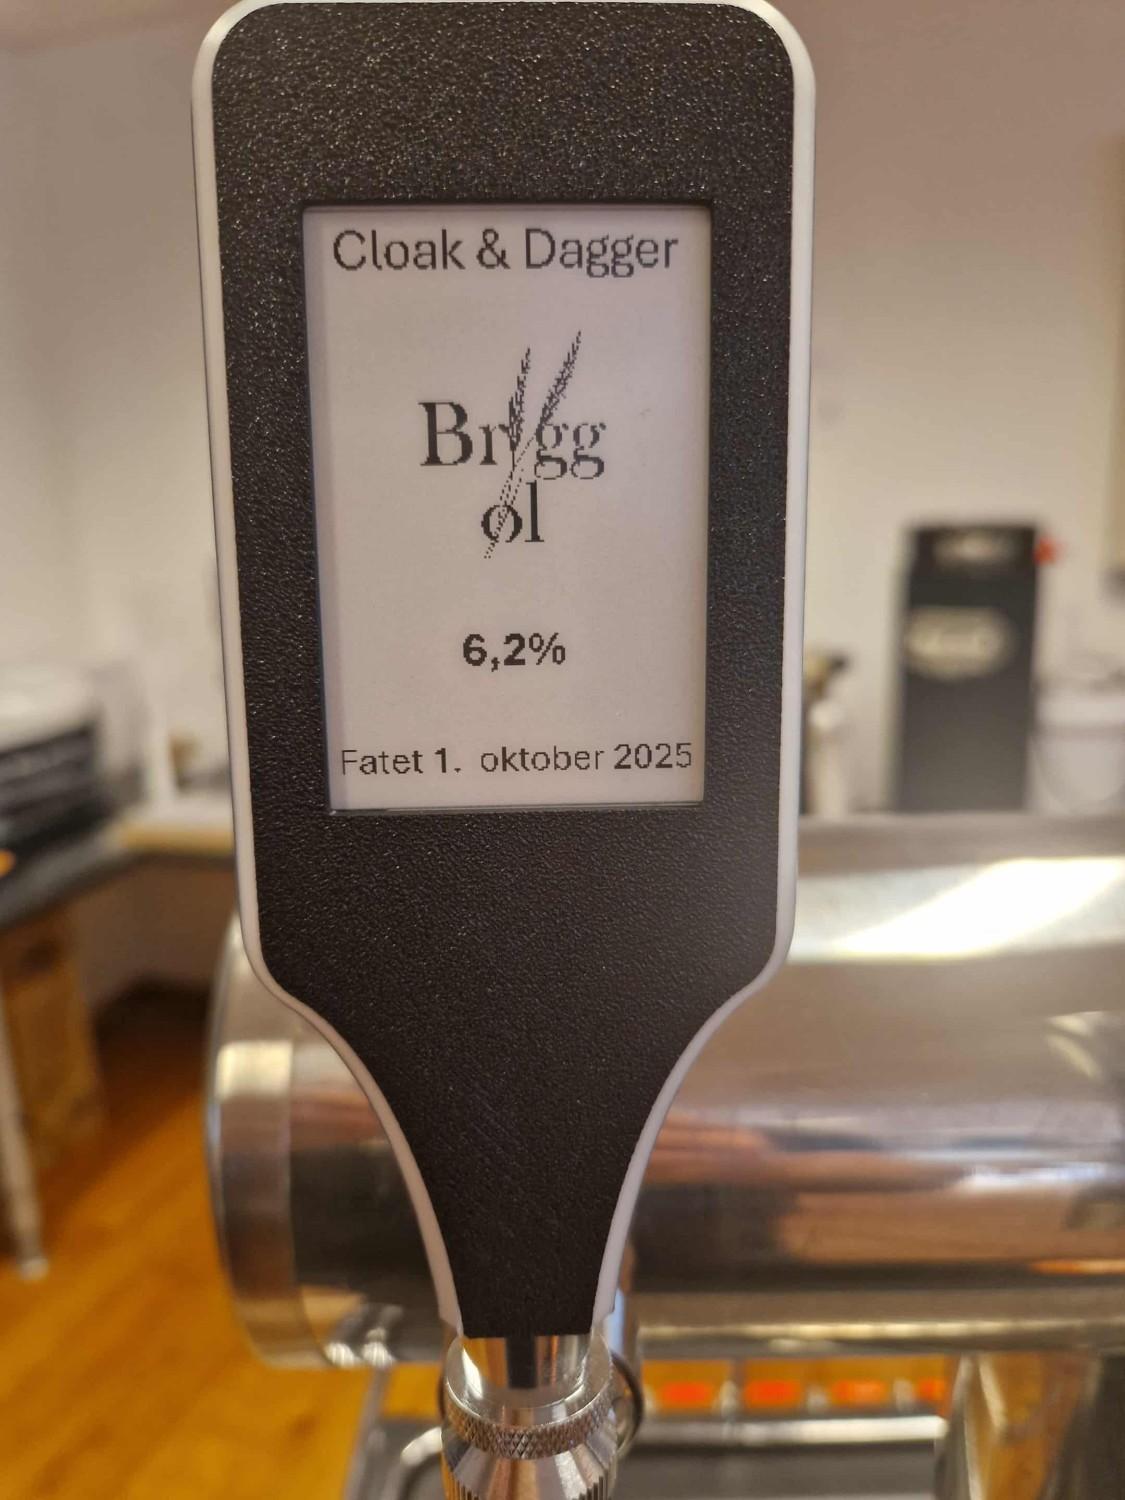 Cloak & Dagger
Brygg
øl
6,2%
Fatet 1. oktober 2025